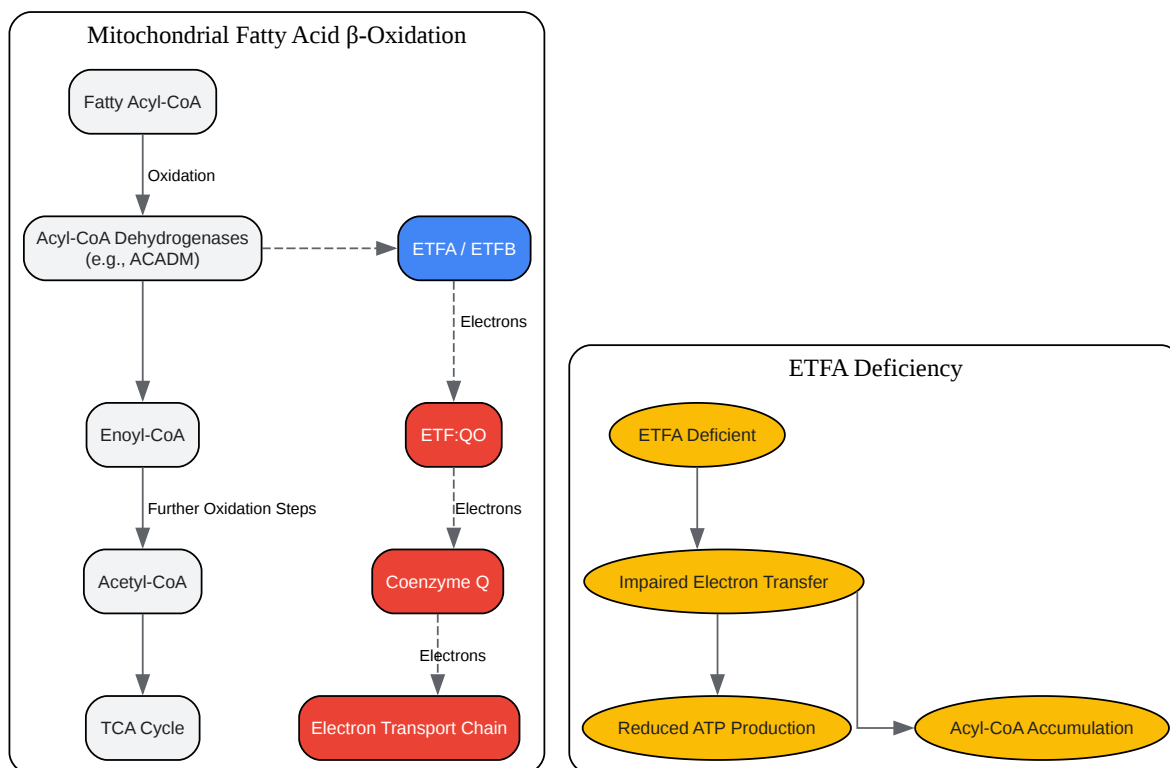 Mitochondrial Fatty Acid β-Oxidation
Fatty Acyl-CoA
Oxidation
Acyl-CoA Dehydrogenases
(e.g., ACADM)
ETFA / ETFB
Electrons
Enoyl-CoA
ETF:QO
Further Oxidation Steps
Electrons
Acetyl-CoA
Coenzyme Q
Electrons
TCA Cycle
Electron Transport Chain
ETFA Deficiency
ETFA Deficient
Impaired Electron Transfer
Reduced ATP Production
Acyl-CoA Accumulation